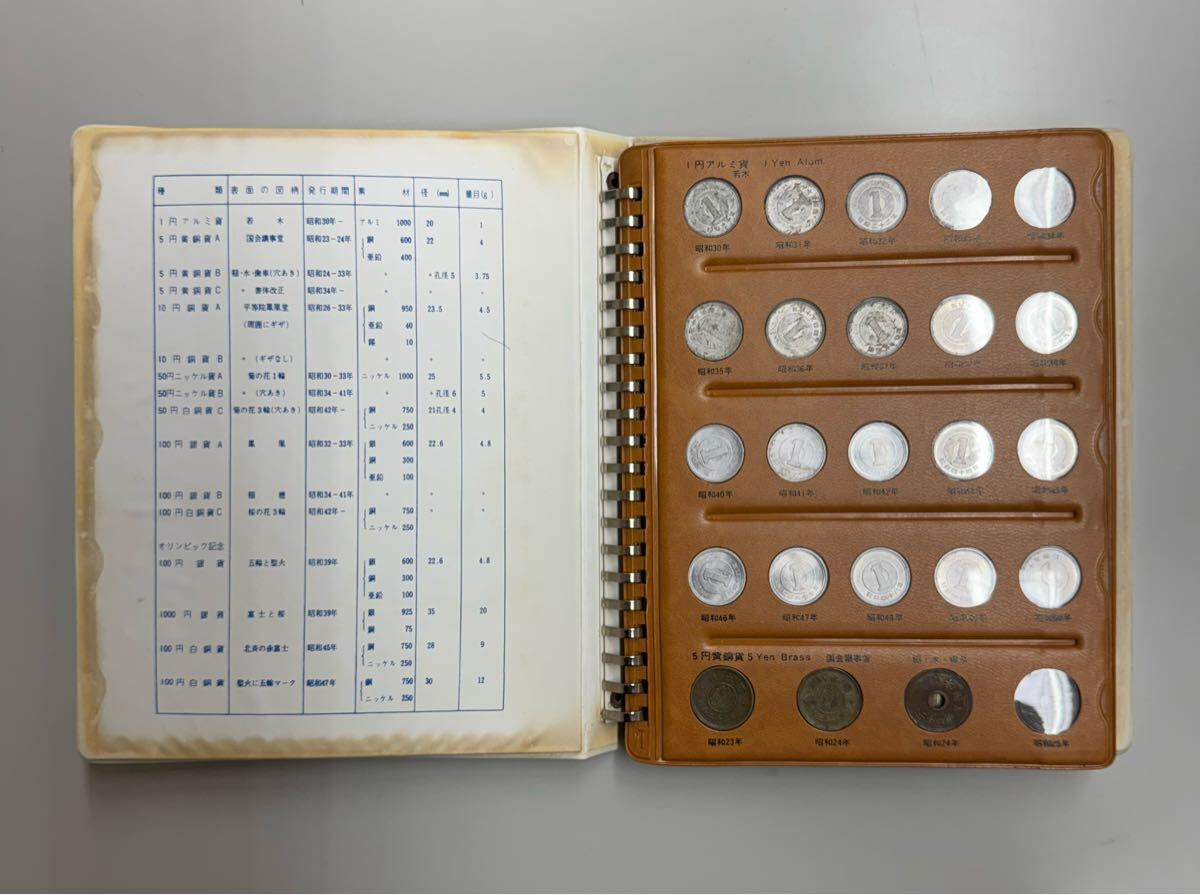 種 類 表面の図柄 発行期間 素 材 径 (mm) 量目(g)
1円アルミ貨 若 木 昭和30年- アルミ 1000 20 1
5円黄銅貨A 国会議事堂 昭和23-24年 銅 600 22 4
亜鉛 400
5円黄銅貨B 稲・水・歯車(穴あき) 昭和24-33年 〃 〃孔径5 3.75
5円黄銅貨C 〃 書体改正 昭和34年- 〃 〃 〃
10円銅貨A 平等院鳳凰堂 昭和26-33年 銅 950 23.5 4.5
(周囲にギザ) 亜鉛 40
錫 10
10円銅貨B 〃 (ギザなし) 〃 〃 〃
50円ニッケル貨A 菊の花1輪 昭和30-33年 ニッケル 1000 25 5.5
50円ニッケル貨B 〃 (穴あき) 昭和34-41年 〃 〃孔径6 5
50円白銅貨C 菊の花3輪(穴あき) 昭和42年- 銅 750 21孔径4 4
ニッケル 250
100円銀貨A 鳳 凰 昭和32-33年 銀 600 22.6 4.8
銅 300
亜鉛 100
100円銀貨B 稲 穂 昭和34-41年 〃 〃 〃
100円白銅貨C 桜の花3輪 昭和42年- 銅 750 〃 〃
ニッケル 250
オリンピック記念
100円 銀貨 五輪と聖火 昭和39年 銀 600 22.6 4.8
銅 300
亜鉛 100
1000円銀貨 富士と桜 昭和39年 銀 925 35 20
銅 75
100円白銅貨 北斎の赤富士 昭和45年 銅 750 28 9
ニッケル 250
100円白銅貨 聖火に五輪マーク 昭和47年 銅 750 30 12
ニッケル 250
1円アルミ貨 1 Yen Alum.
若木
昭和30年 昭和31年 昭和32年 昭和34年
昭和35年 昭和36年 昭和37年 昭和39年
昭和40年 昭和41年 昭和42年
昭和46年 昭和47年 昭和48年
5円黄銅貨 5 Yen Brass 国会議事堂
昭和23年 昭和24年 昭和24年 昭和25年